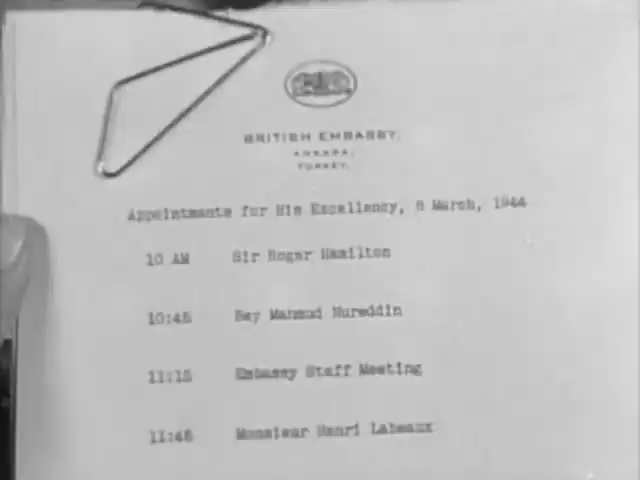 BRITISH EMBASSY,
ANKARA,
TURKEY.
Appointments for His Excellency, 8 March, 1944
10 AM Sir Roger Hamilton
10:45 Bey Mahmud Nureddin
11:15 Embassy Staff Meeting
11:45 Monsieur Henri Labeaux